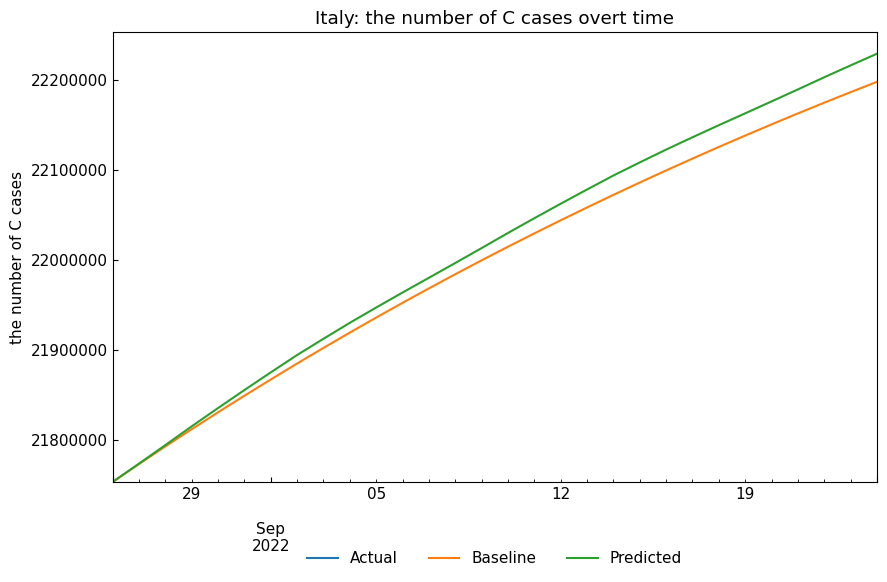 Italy: the number of C cases overt time
the number of C cases
22200000
22100000
22000000
21900000
21800000
29
05
12
19
Sep
2022
Actual
Baseline
Predicted